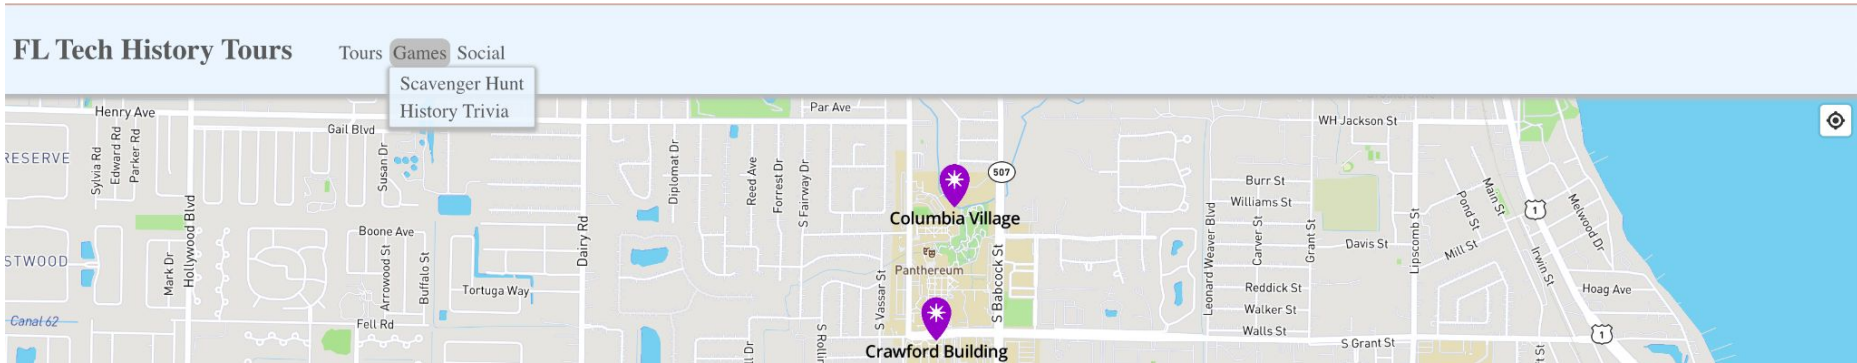 FL Tech History Tours
Tours Games Social
Scavenger Hunt
History Trivia
Henry Ave
Par Ave
WH Jackson St
Gail Blvd
RESERVE
Sylvia Rd
Edward Rd
Parker Rd
Susan Dr
Diplomat Dr
Reed Ave
Forrest Dr
S Fairway Dr
507
Burr St
Williams St
Columbia Village
Hollywood Blvd
Boone Ave
Dairy Rd
Leonard Weaver Blvd
Carver St
Grant St
Davis St
Lipscomb St
Pond St
Main St
Mill St
1
Melwood Dr
STWOOD
Mark Dr
Arrowood St
Buffalo St
Panthereum
S Vassar St
S Babcock St
Irwin St
Tortuga Way
Reddick St
Hoag Ave
Canal 62
Fell Rd
Walker St
Walls St
1
S Grant St
Crawford Building
S Rollin
ll Dr
St